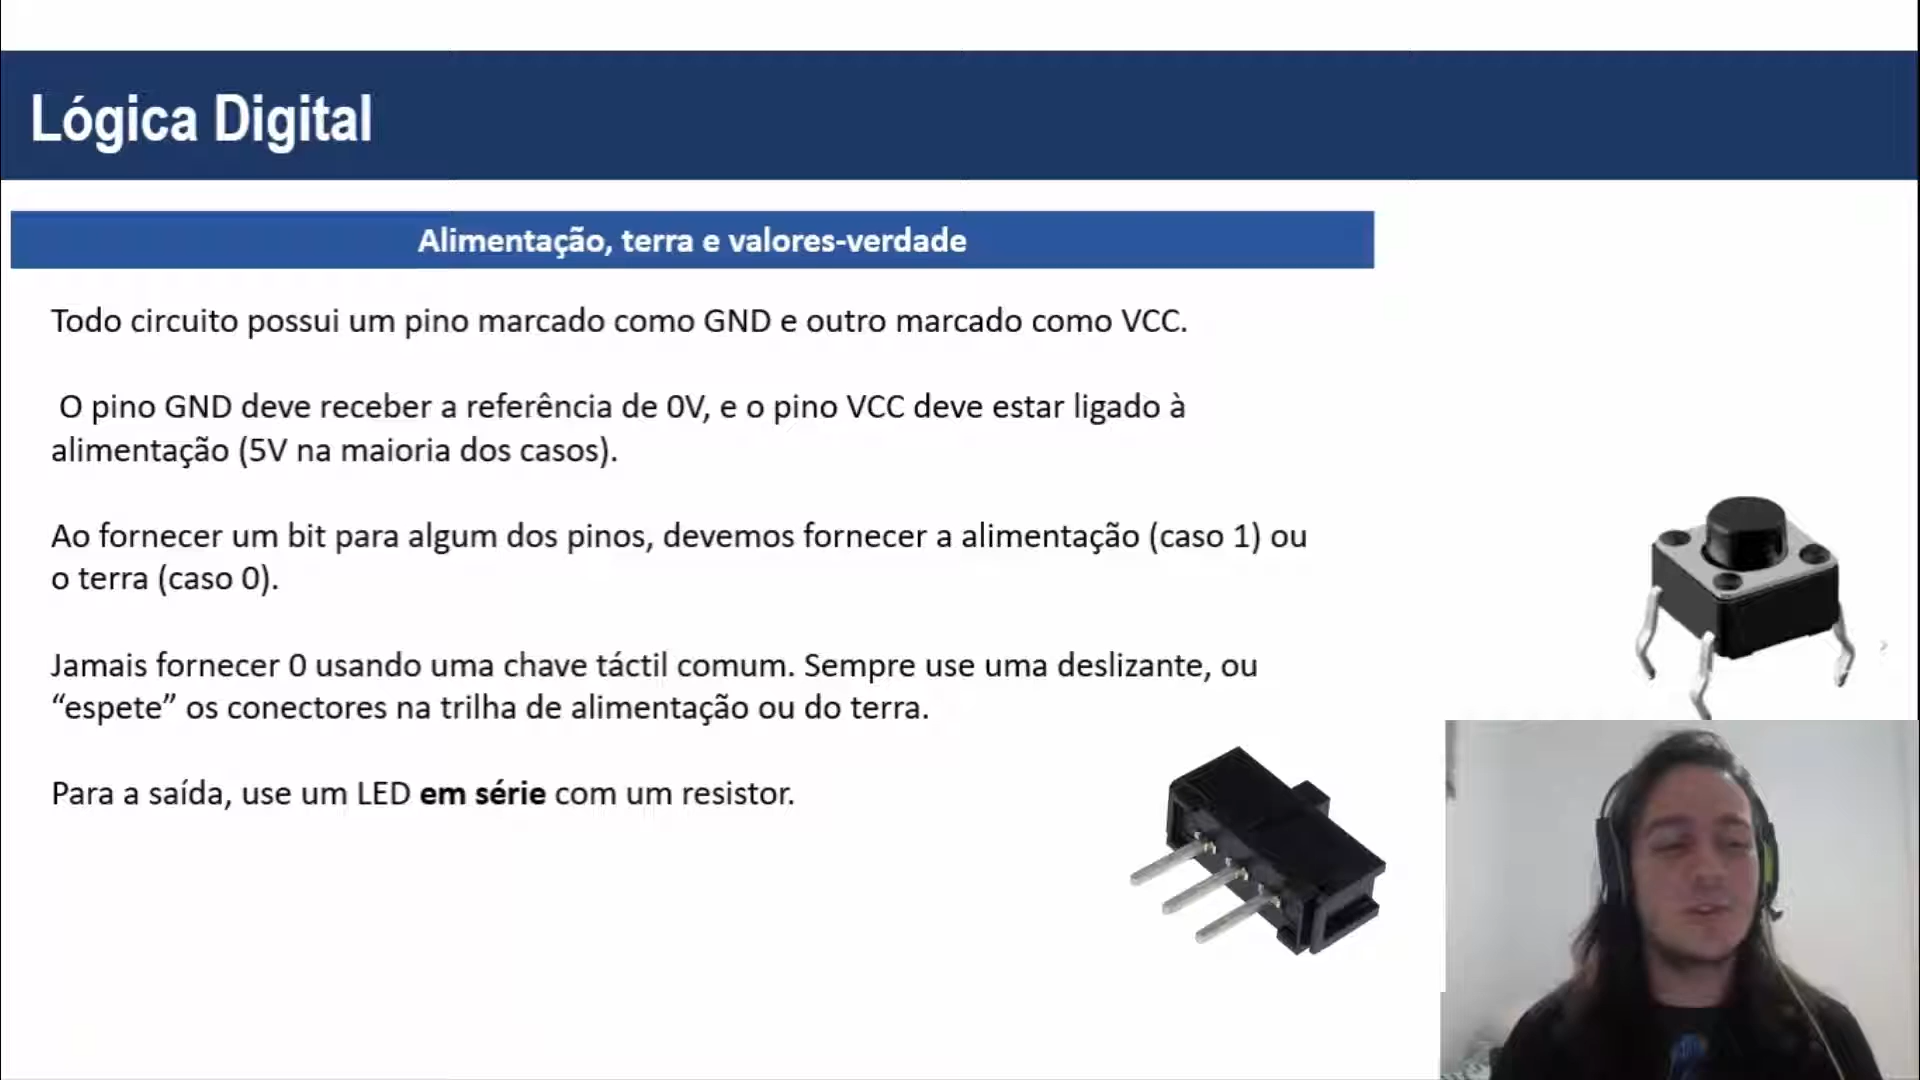 Lógica Digital
Alimentação, terra e valores-verdade
Todo circuito possui um pino marcado como GND e outro marcado como VCC.
O pino GND deve receber a referência de 0V, e o pino VCC deve estar ligado à
alimentação (5V na maioria dos casos).
Ao fornecer um bit para algum dos pinos, devemos fornecer a alimentação (caso 1) ou
o terra (caso 0).
Jamais fornecer 0 usando uma chave táctil comum. Sempre use uma deslizante, ou
“espete” os conectores na trilha de alimentação ou do terra.
Para a saída, use um LED em série com um resistor.